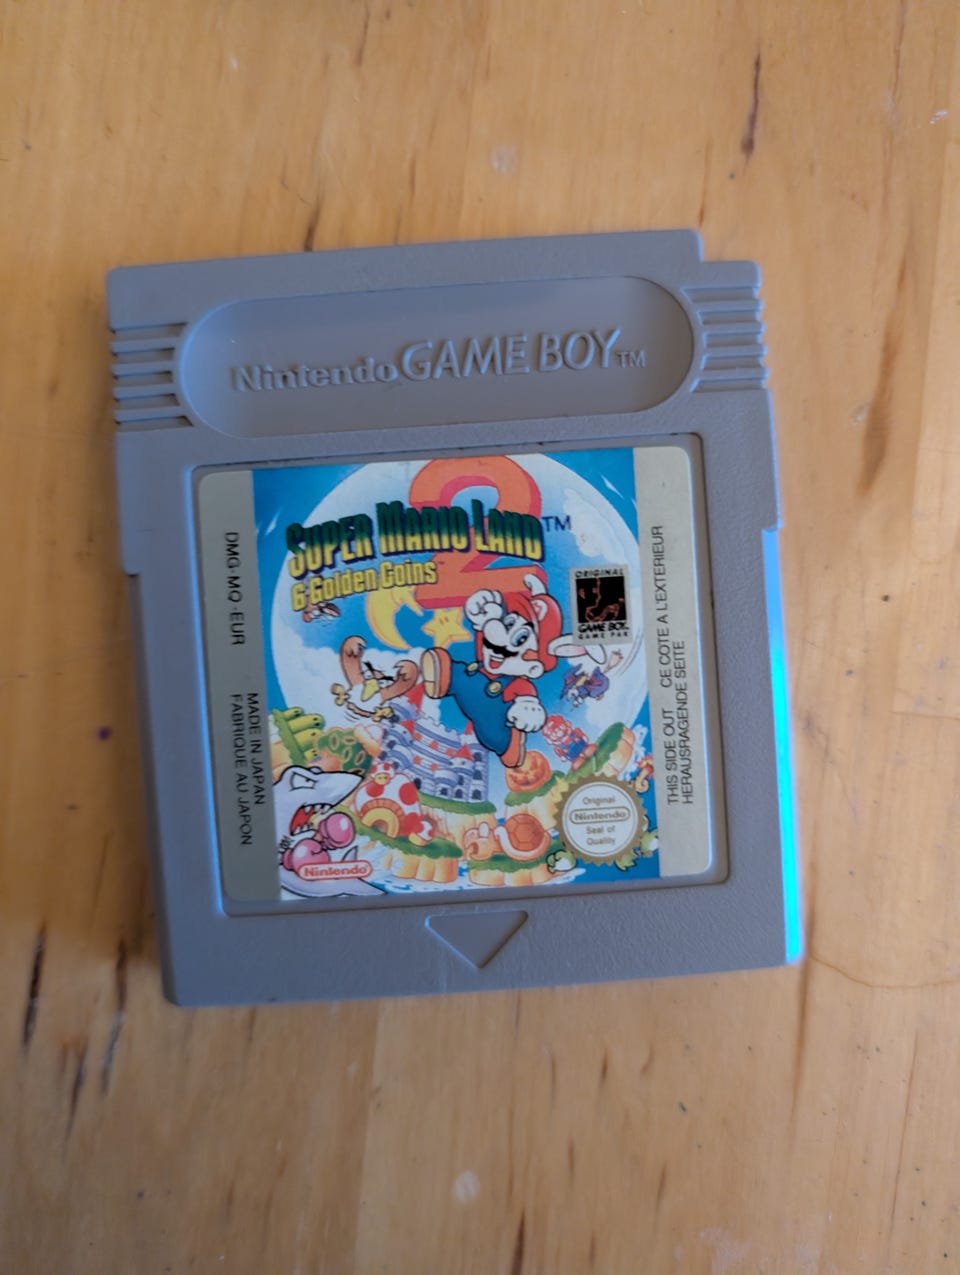 Nintendo GAME BOY TM
2
SUPER MARIO LAND TM
6 Golden Coins
ORIGINAL
GAME BOY
GAME PAK
DMG-MQ-EUR
MADE IN JAPAN
FABRIQUE AU JAPON
THIS SIDE OUT CE COTE A L'EXTERIEUR
HERAUSRAGENDE SEITE
Original
Nintendo
Seal of
Quality
Nintendo